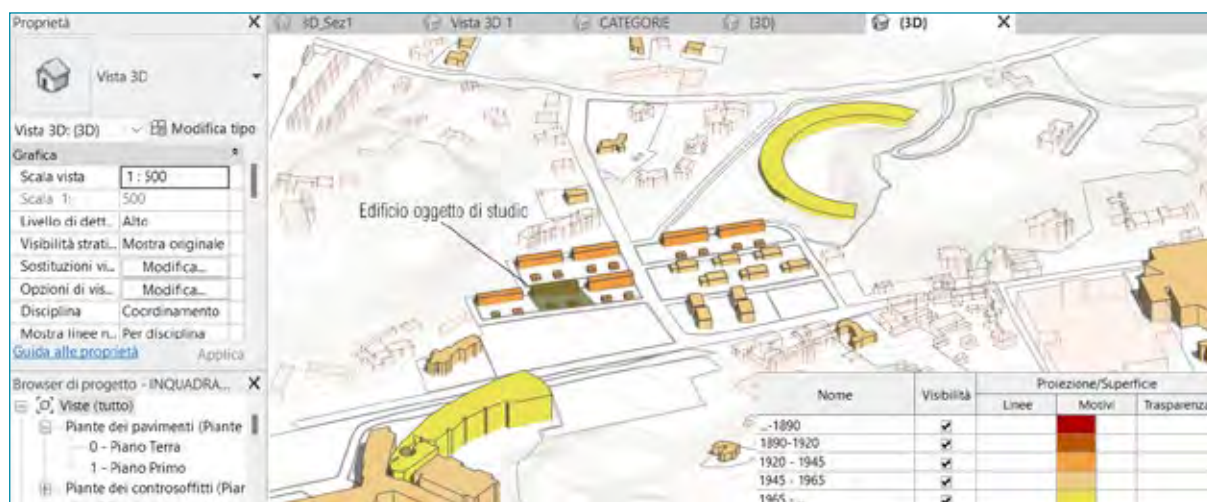 Proprietà
3D_Sez1
Vista 3D 1
CATEGORIE
{3D}
{3D}
Vista 3D
Vista 3D: {3D}
Modifica tipo
Grafica
Scala vista
1 : 500
Scala 1:
500
Livello di dett...
Alto
Visibilità strati...
Mostra originale
Sostituzioni vi...
Modifica...
Opzioni di vis...
Modifica...
Disciplina
Coordinamento
Mostra linee n...
Per disciplina
Guida alle proprietà
Applica
Browser di progetto - INQUADRA...
Viste (tutto)
Piante dei pavimenti (Piante
0 - Piano Terra
1 - Piano Primo
Piante dei controsoffitti (Piar
Edificio oggetto di studio
Nome
Visibilità
Proiezione/Superficie
Linee
Motivi
Trasparenza
...-1890
1890-1920
1920 - 1945
1945 - 1965
1965 - ...